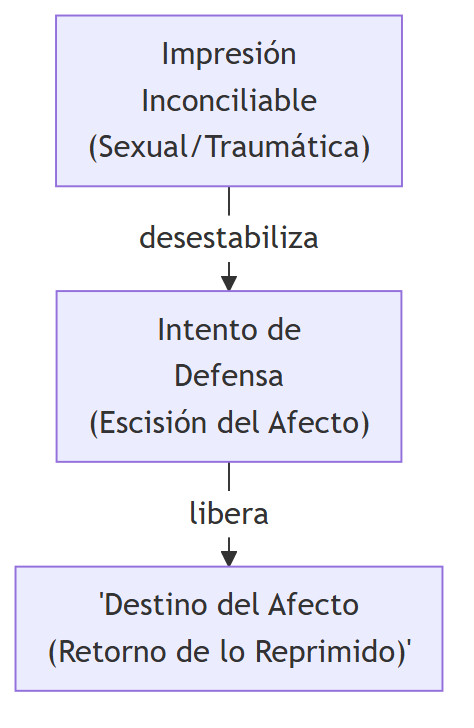 Impresión
Inconciliable
(Sexual/Traumática)
desestabiliza
Intento de
Defensa
(Escisión del Afecto)
libera
'Destino del Afecto
(Retorno de lo Reprimido)'